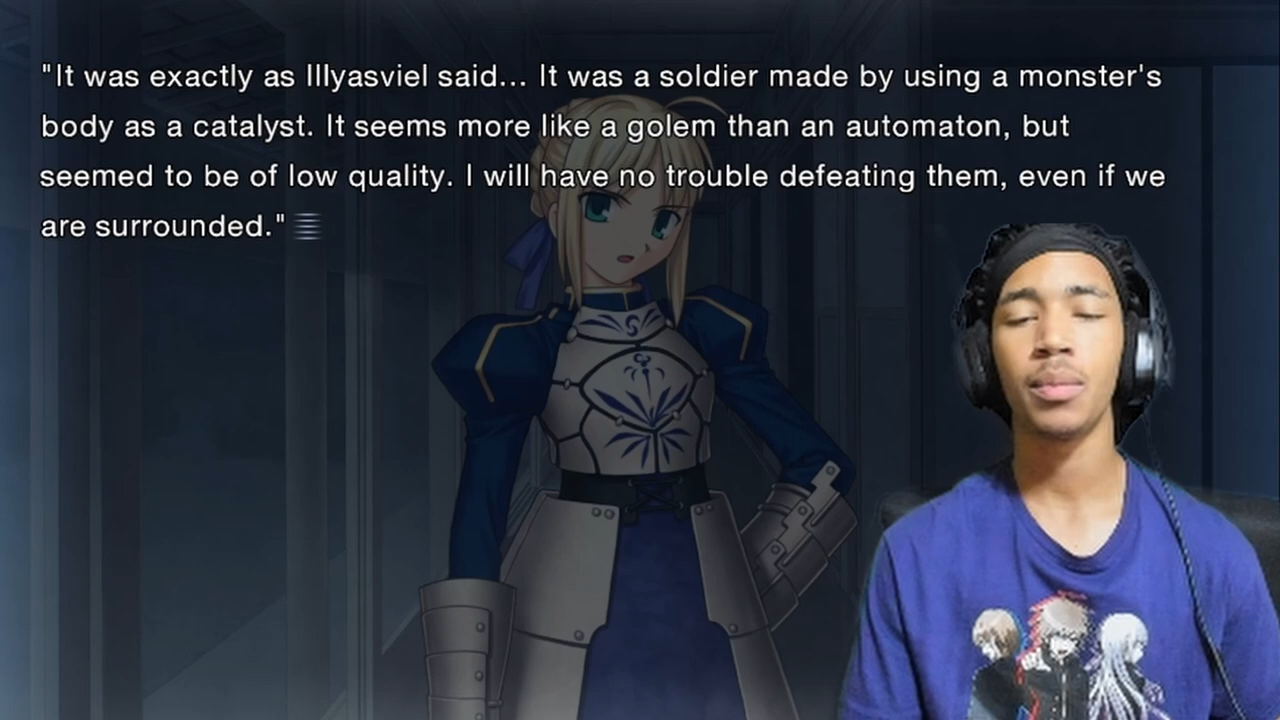 "It was exactly as Illyasviel said... It was a soldier made by using a monster's
body as a catalyst. It seems more like a golem than an automaton, but
seemed to be of low quality. I will have no trouble defeating them, even if we
are surrounded."